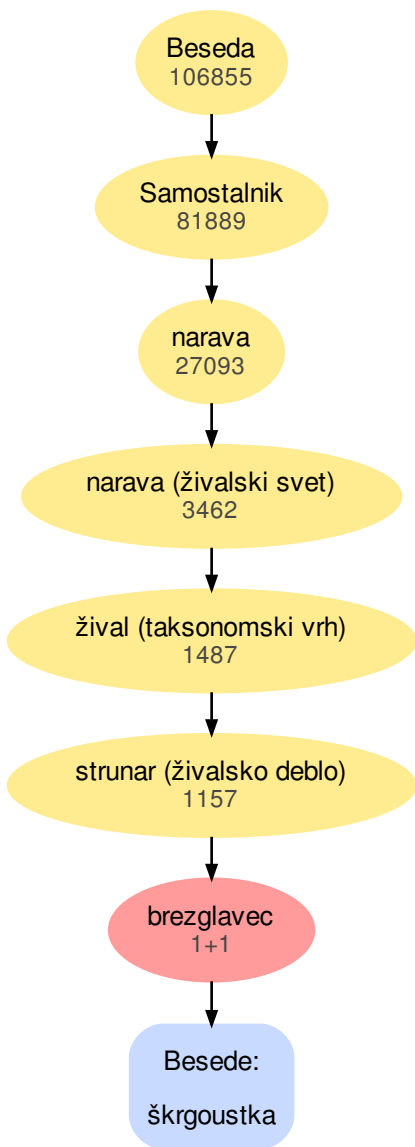 Beseda
106855
Samostalnik
81889
narava
27093
narava (živalski svet)
3462
žival (taksonomski vrh)
1487
strunar (živalsko deblo)
1157
brezglavec
1+1
Besede:
škrgoustka